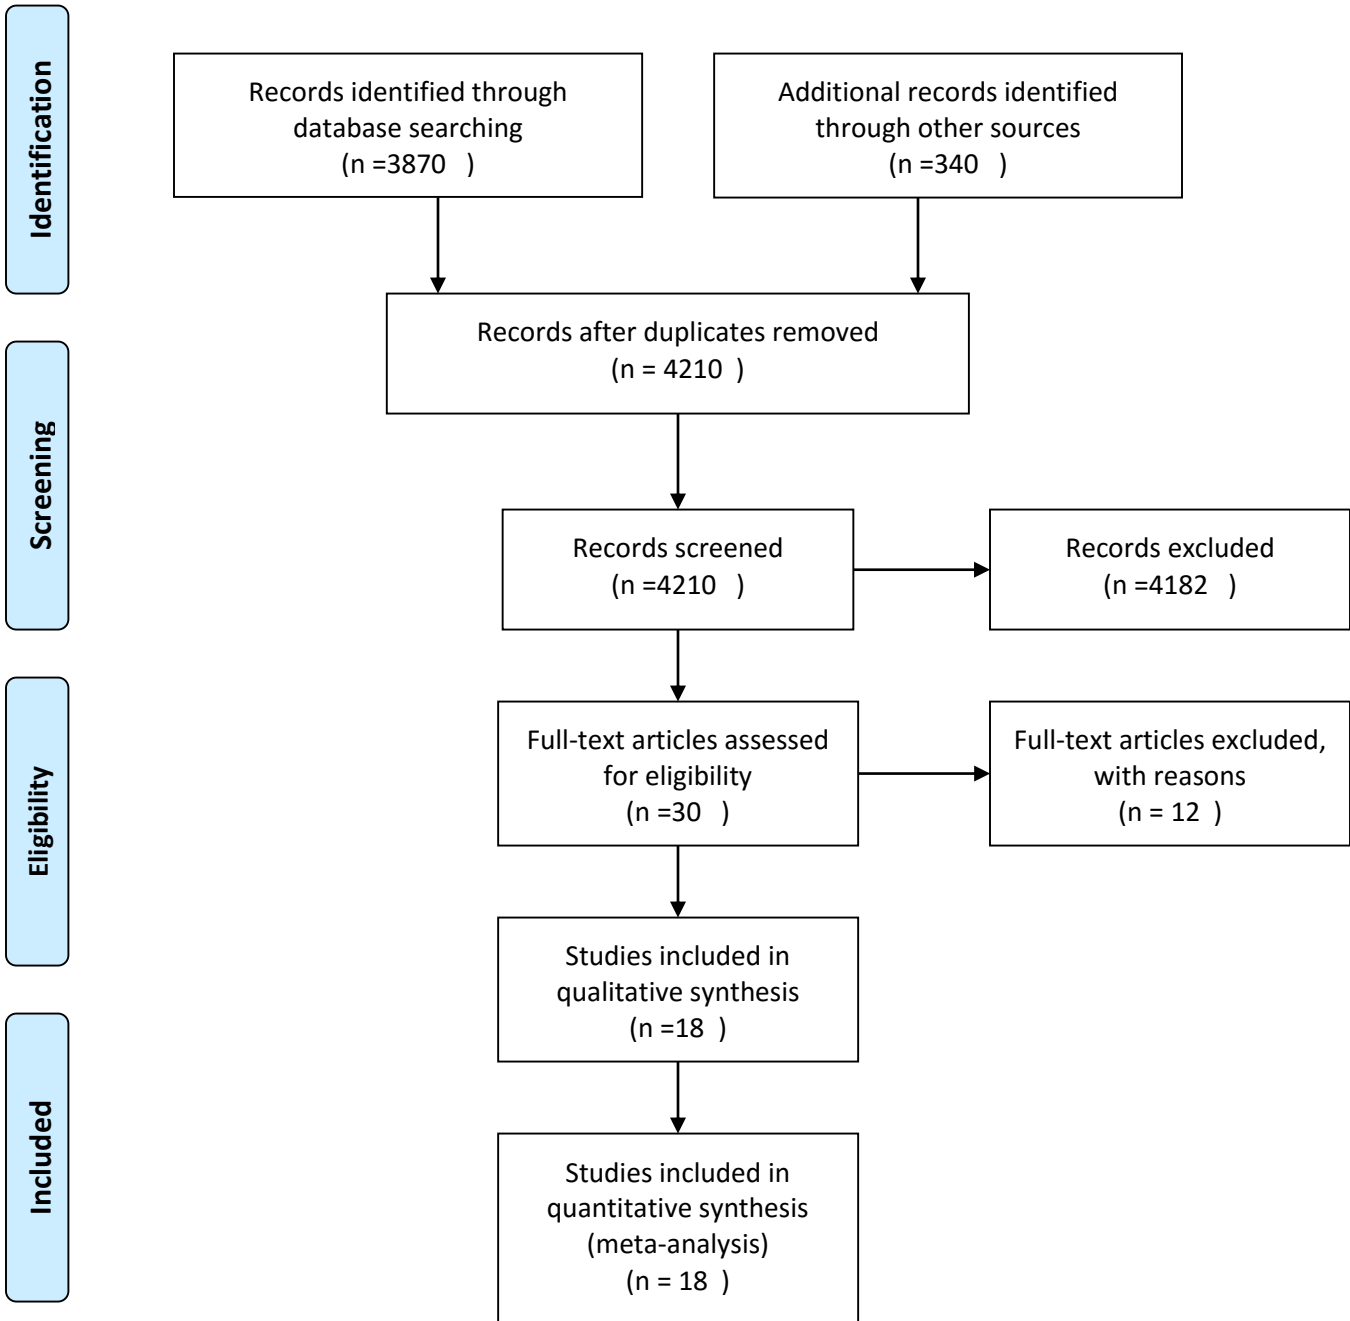 Identification
Records identified through
database searching
(n =3870   )
Additional records identified
through other sources
(n =340   )
Records after duplicates removed
(n = 4210  )
Screening
Records screened
(n =4210   )
Records excluded
(n =4182   )
Eligibility
Full-text articles assessed
for eligibility
(n =30   )
Full-text articles excluded,
with reasons
(n = 12  )
Studies included in
qualitative synthesis
(n =18  )
Included
Studies included in
quantitative synthesis
(meta-analysis)
(n = 18  )